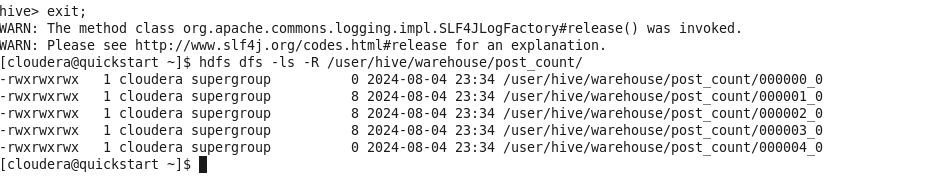 hive> exit;
WARN: The method class org.apache.commons.logging.impl.SLF4JLogFactory#release() was invoked.
WARN: Please see http://www.slf4j.org/codes.html#release for an explanation.
[cloudera@quickstart ~]$ hdfs dfs -ls -R /user/hive/warehouse/post_count/
-rwxrwxrwx   1 cloudera supergroup          0 2024-08-04 23:34 /user/hive/warehouse/post_count/000000_0
-rwxrwxrwx   1 cloudera supergroup          8 2024-08-04 23:34 /user/hive/warehouse/post_count/000001_0
-rwxrwxrwx   1 cloudera supergroup          8 2024-08-04 23:34 /user/hive/warehouse/post_count/000002_0
-rwxrwxrwx   1 cloudera supergroup          8 2024-08-04 23:34 /user/hive/warehouse/post_count/000003_0
-rwxrwxrwx   1 cloudera supergroup          0 2024-08-04 23:34 /user/hive/warehouse/post_count/000004_0
[cloudera@quickstart ~]$